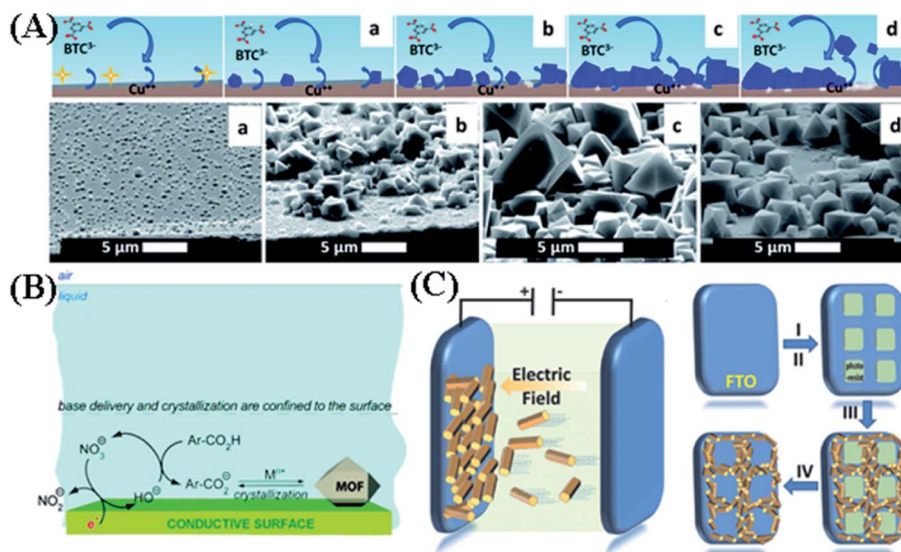 (A)
BTC³⁻
Cu⁺⁺
a
BTC³⁻
Cu⁺⁺
b
BTC³⁻
c
BTC³⁻
Cu⁺⁺
d
BTC³⁻
Cu⁺⁺
a
5 µm
b
5 µm
c
5 µm
d
5 µm
(B)
air
liquid
base delivery and crystallization are confined to the surface
NO₃⊖
Ar-CO₂H
NO₂⊖
HO⊖
Ar-CO₂⊖
crystallization
MOF
e⊖
CONDUCTIVE SURFACE
(C)
+ -
Electric
Field
FTO
I
II
photo
resist
III
IV